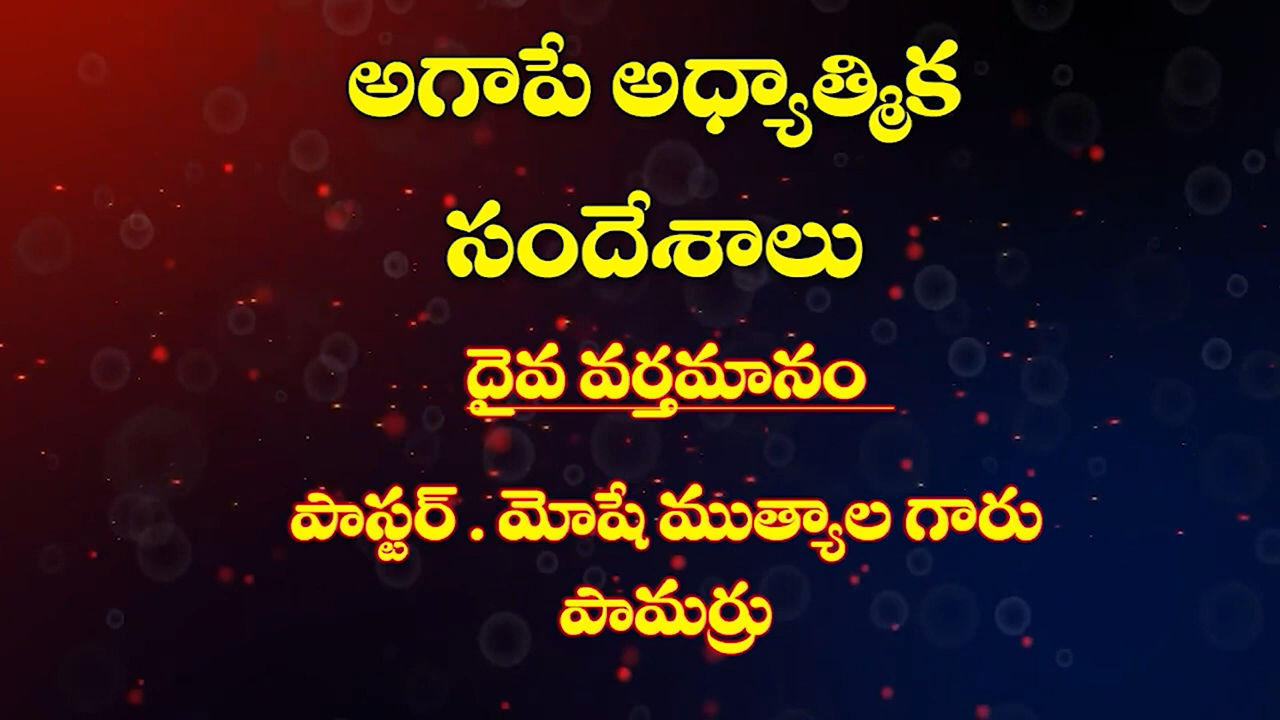 అగాపే అధ్యాత్మిక
సందేశాలు
దైవ వర్తమానం
పాస్టర్ . మోషే ముత్యాల గారు
పామర్రు